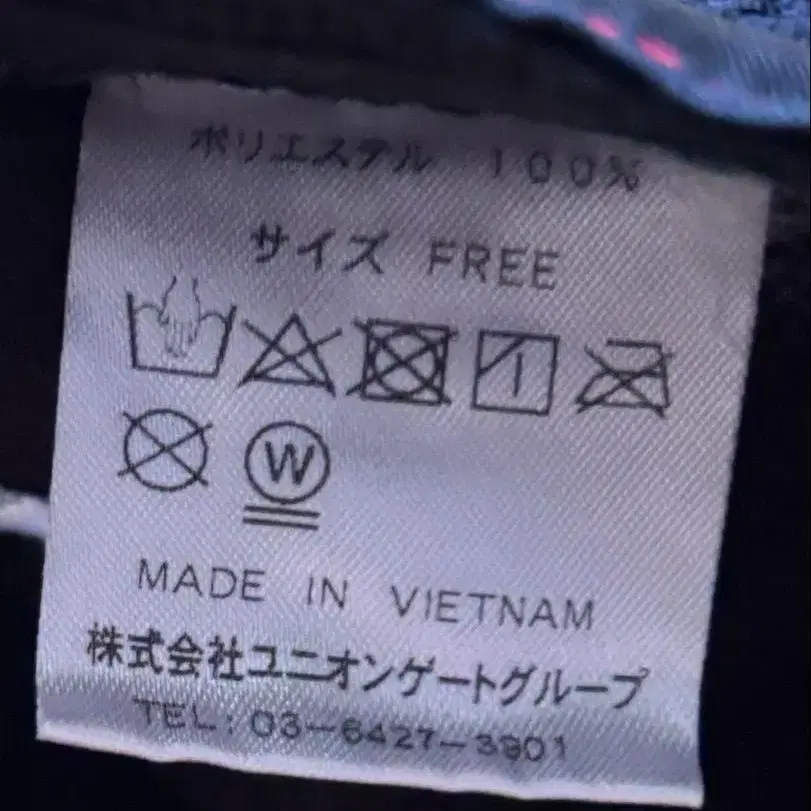 ポリエステル 100%
サイズ FREE
W
MADE IN VIETNAM
株式会社ユニオンゲートグループ
TEL: 03-6427-3901